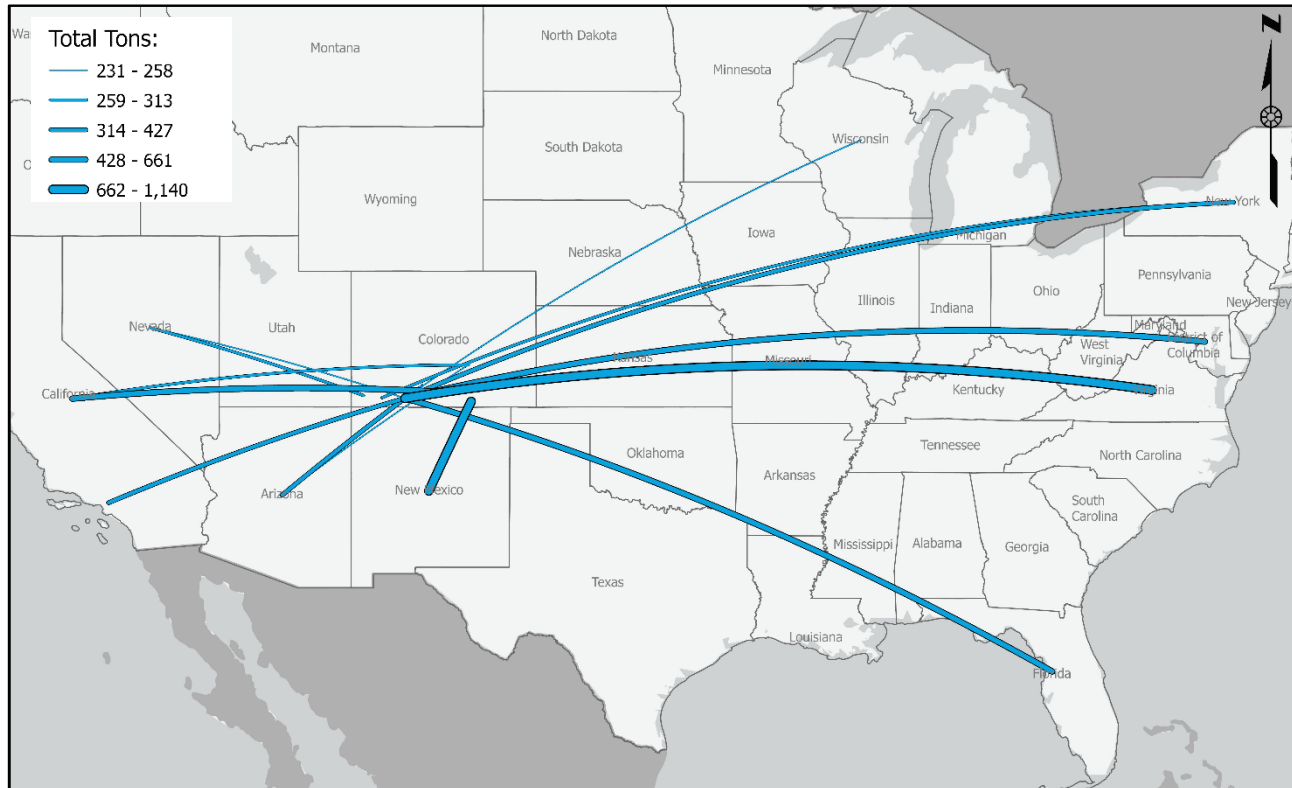 Total Tons:
231 - 258
259 - 313
314 - 427
428 - 661
662 - 1,140
Montana
North Dakota
Minnesota
Wisconsin
South Dakota
Wyoming
New York
Iowa
Michigan
Nebraska
Pennsylvania
Ohio
Illinois
Indiana
New Jersey
Nevada
Utah
Colorado
Maryland
District of
Columbia
West
Virginia
Kansas
Missouri
California
Kentucky
Virginia
Tennessee
Oklahoma
North Carolina
Arkansas
Arizona
New Mexico
South
Carolina
Mississippi
Alabama
Georgia
Texas
Louisiana
Florida
N